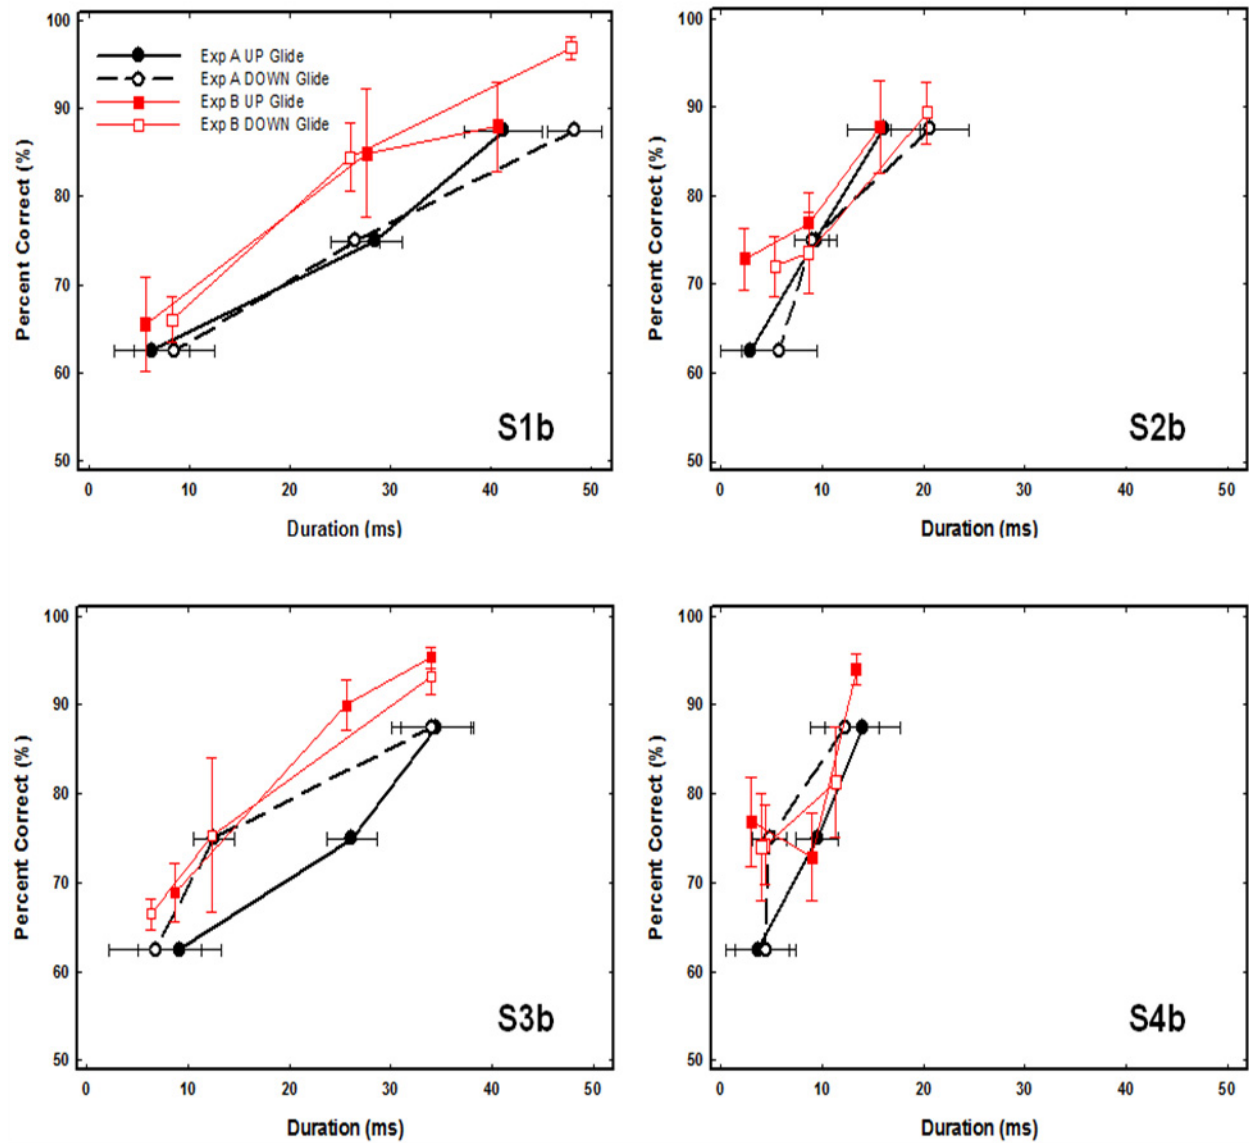 100
90
80
70
60
50
Percent Correct (%)
Exp A UP Glide
Exp A DOWN Glide
Exp B UP Glide
Exp B DOWN Glide
S1b
0 10 20 30 40 50
Duration (ms)
100
90
80
70
60
50
Percent Correct (%)
S2b
0 10 20 30 40 50
Duration (ms)
100
90
80
70
60
50
Percent Correct (%)
S3b
0 10 20 30 40 50
Duration (ms)
100
90
80
70
60
50
Percent Correct (%)
S4b
0 10 20 30 40 50
Duration (ms)